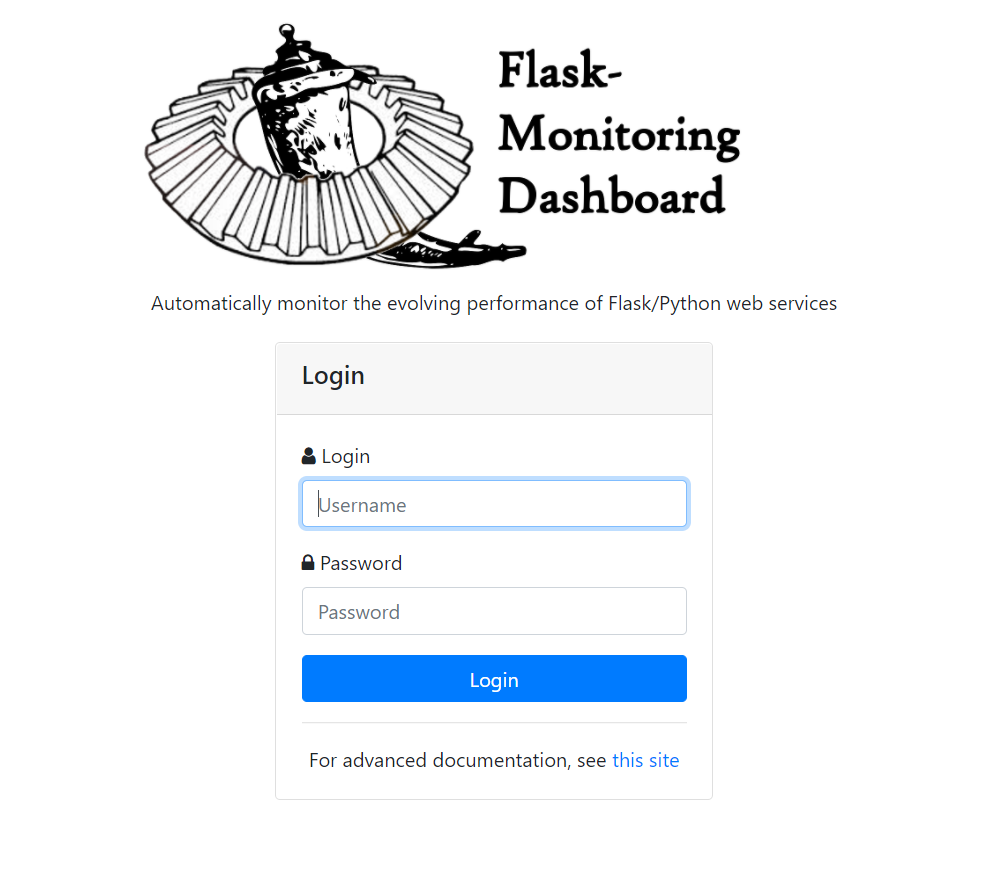 Flask-
Monitoring
Dashboard
Automatically monitor the evolving performance of Flask/Python web services
Login
Login
Username
Password
Password
Login
For advanced documentation, see this site